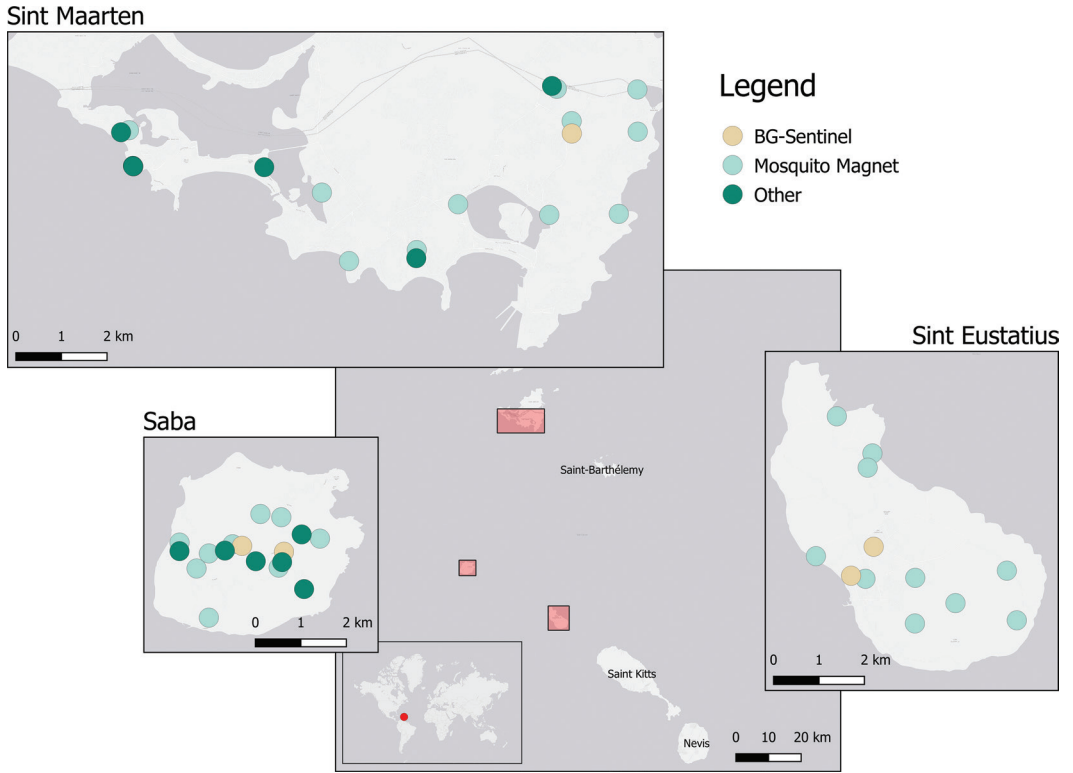 Sint Maarten
0 1 2 km
Legend
BG-Sentinel
Mosquito Magnet
Other
Sint Eustatius
0 1 2 km
Saba
0 1 2 km
Saint-Barthélemy
Saint Kitts
Nevis
0 10 20 km